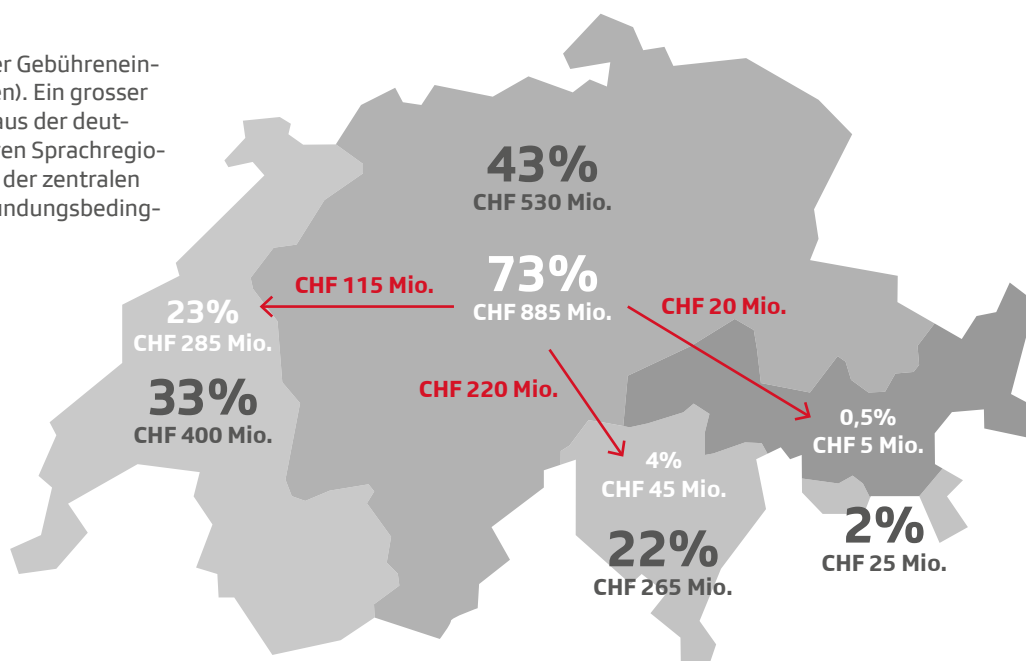 er Gebührenein-
en). Ein grosser
aus der deut-
en Sprachregio-
der zentralen
undungsbeding-
43%
CHF 530 Mio.
73%
CHF 885 Mio.
CHF 115 Mio.
CHF 20 Mio.
CHF 220 Mio.
23%
CHF 285 Mio.
33%
CHF 400 Mio.
4%
CHF 45 Mio.
22%
CHF 265 Mio.
0,5%
CHF 5 Mio.
2%
CHF 25 Mio.